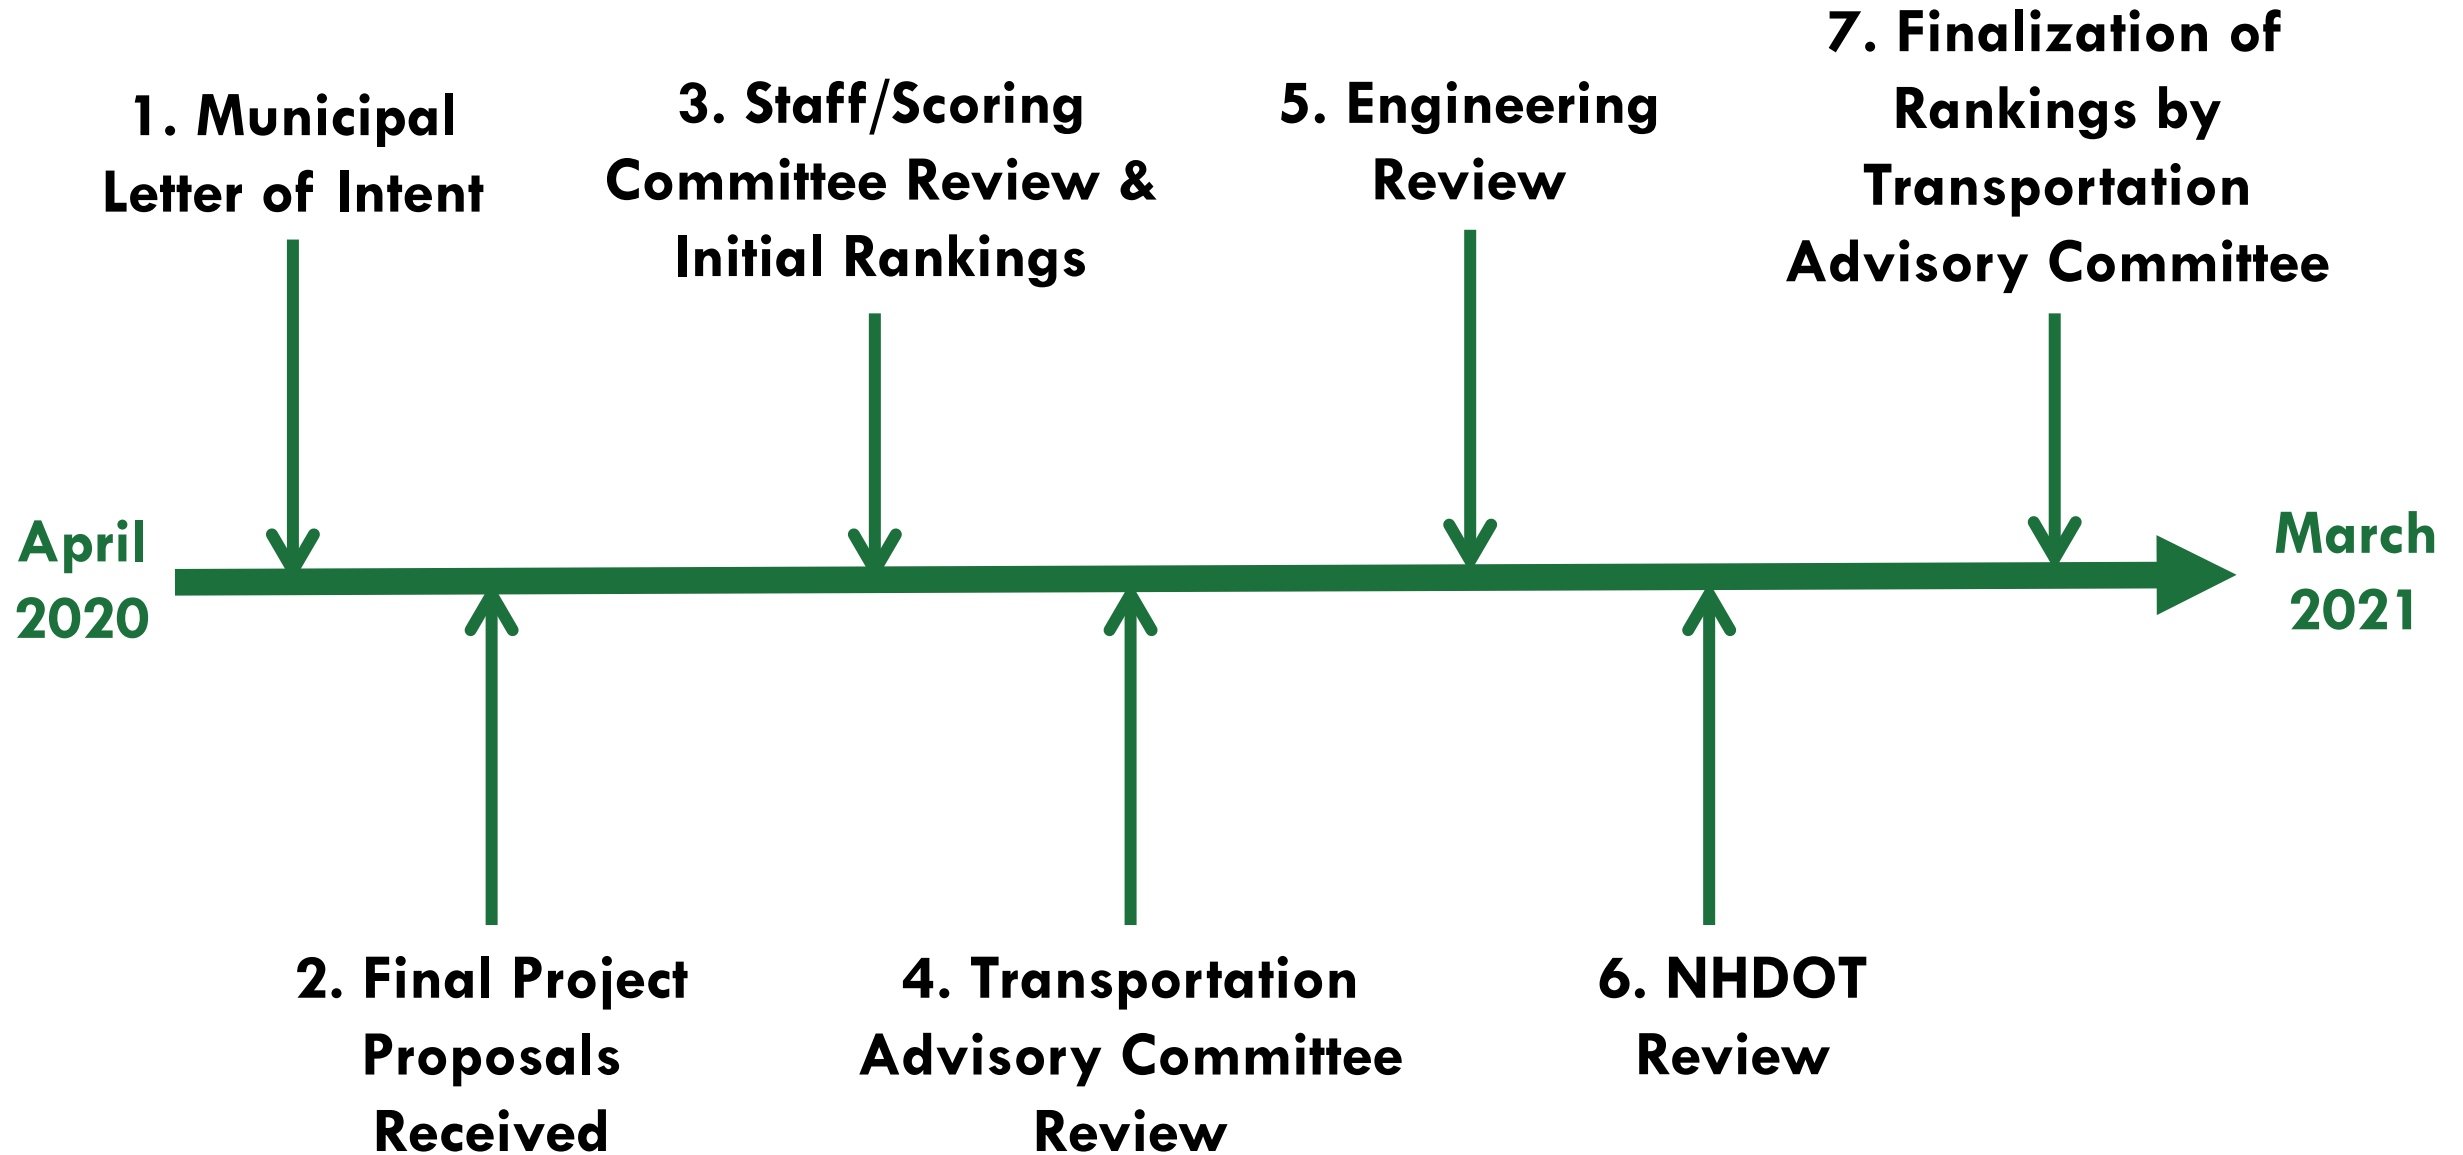 1. Municipal
Letter of Intent
3. Staff/Scoring
Committee Review &
Initial Rankings
5. Engineering
Review
7. Finalization of
Rankings by
Transportation
Advisory Committee
April
2020
March
2021
2. Final Project
Proposals
Received
4. Transportation
Advisory Committee
Review
6. NHDOT
Review